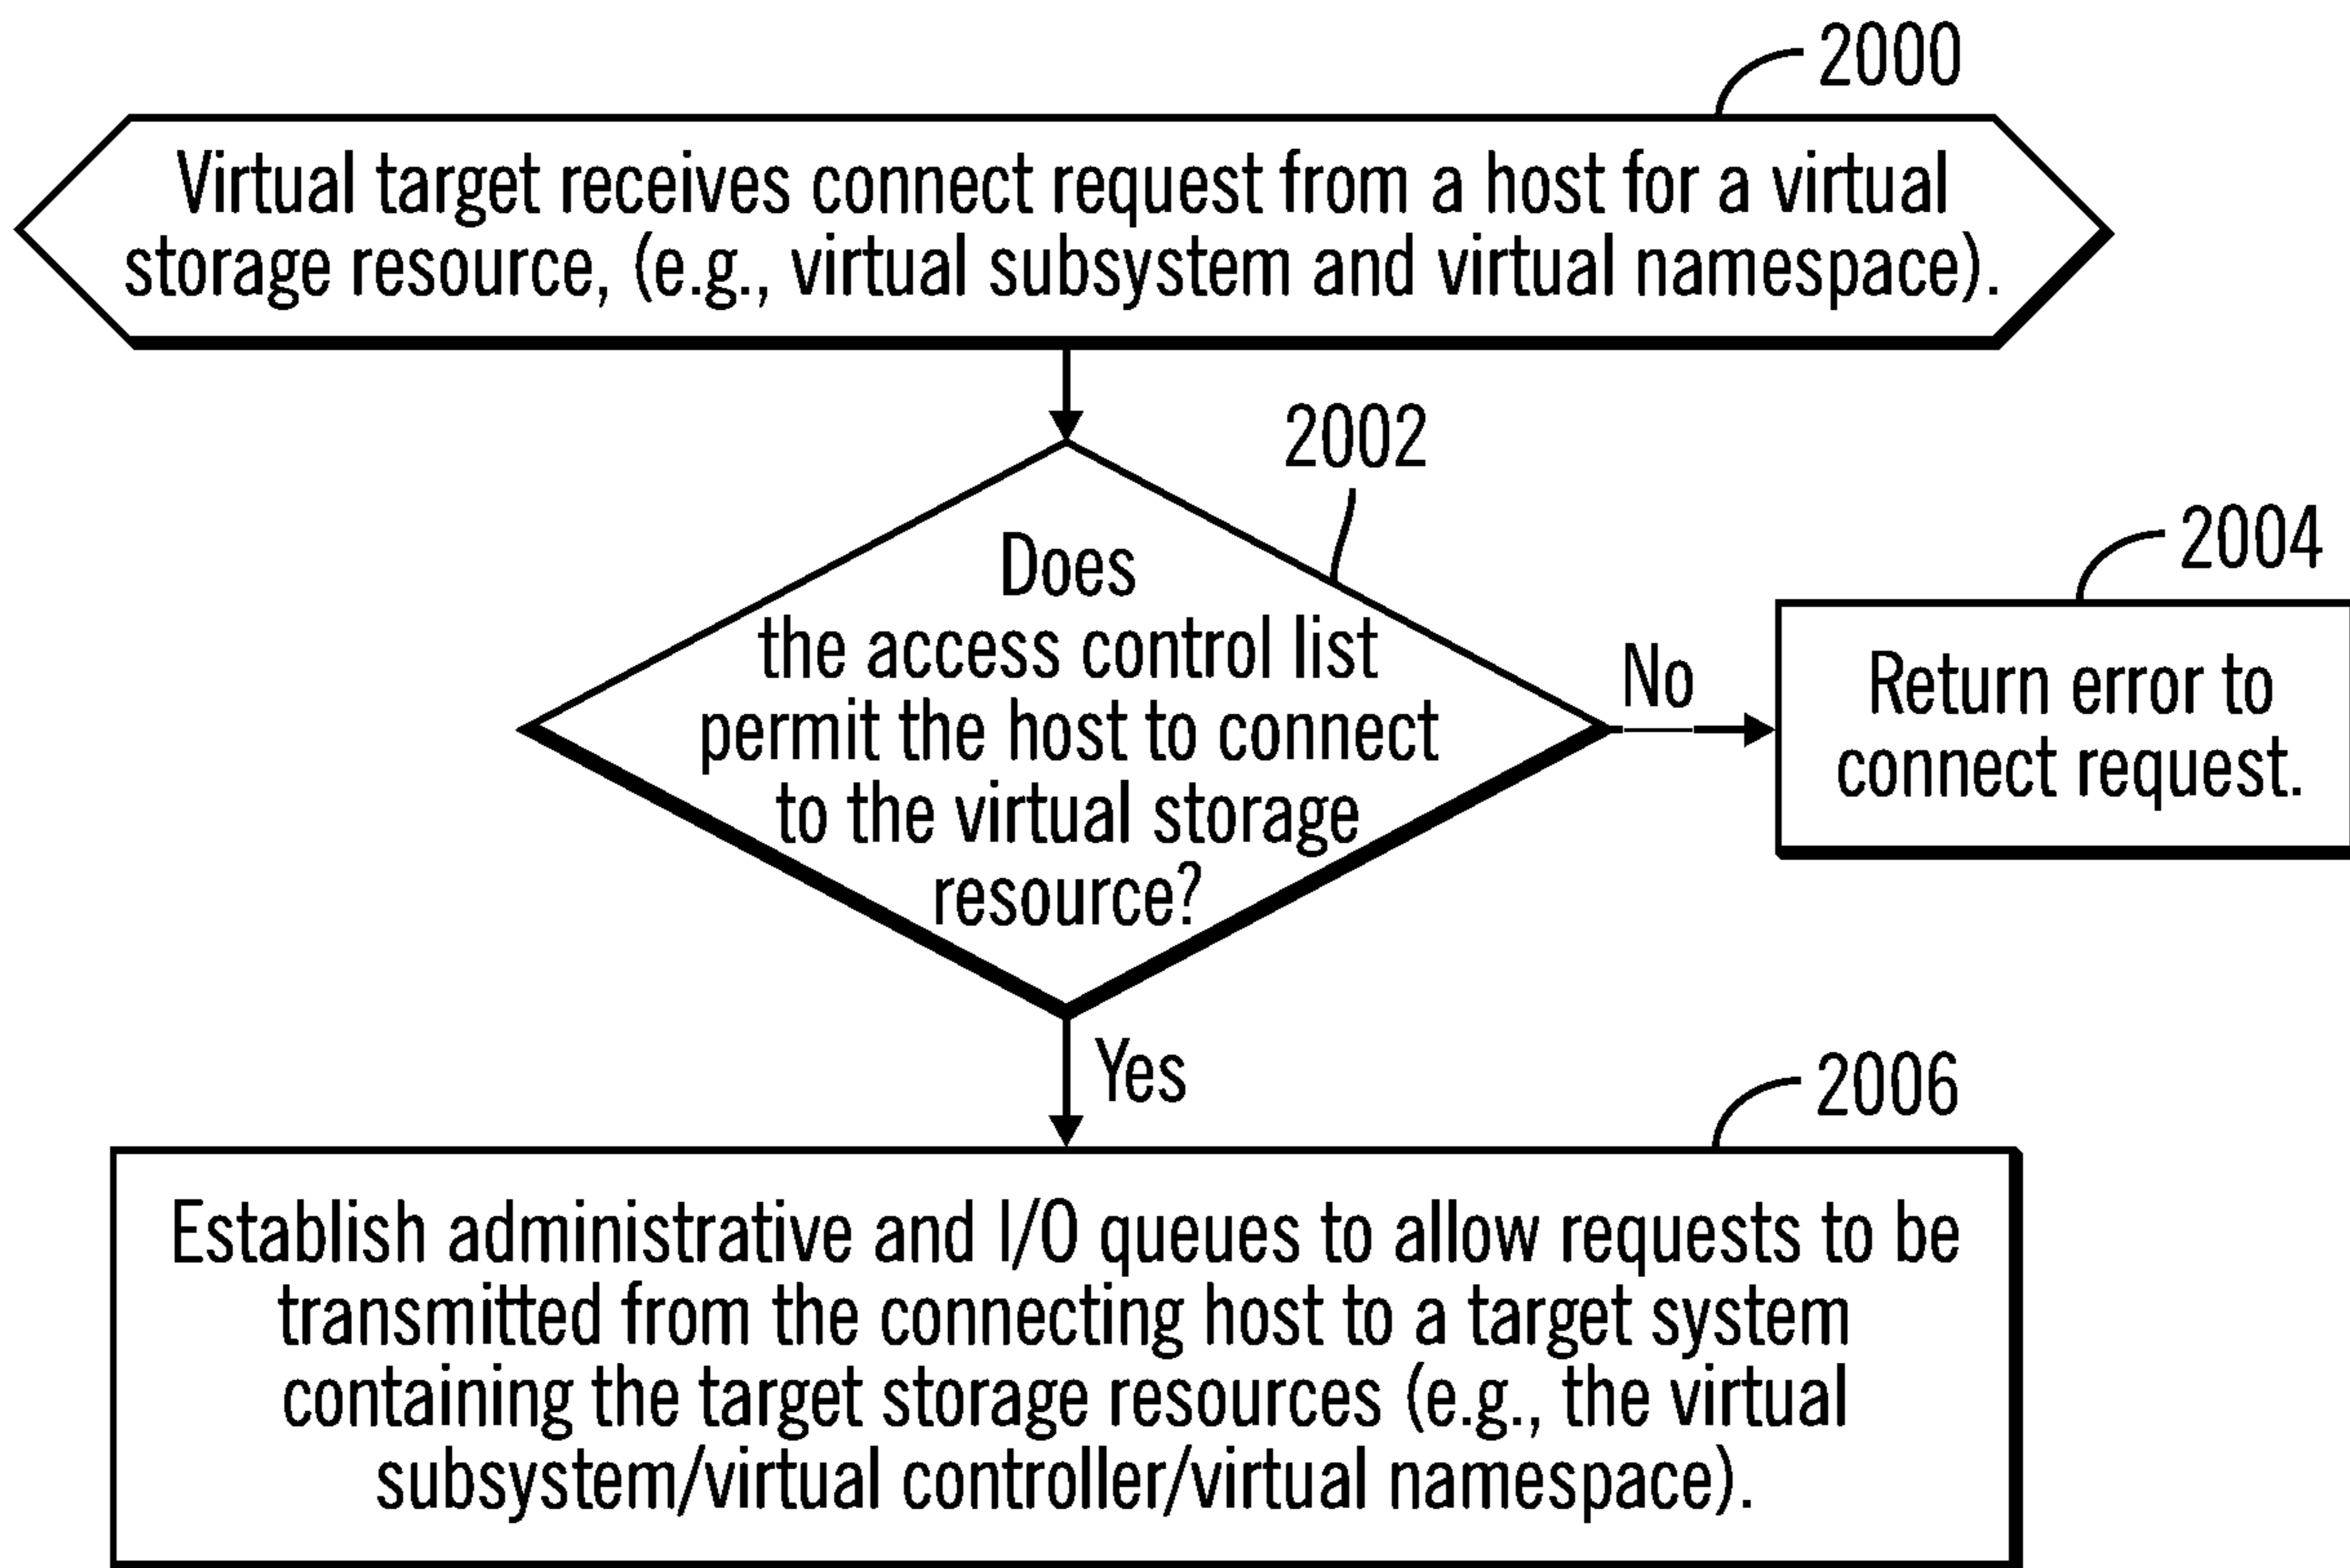 2000
Virtual target receives connect request from a host for a virtual
storage resource, (e.g., virtual subsystem and virtual namespace).
2002
Does
the access control list
permit the host to connect
to the virtual storage
resource?
No
2004
Return error to
connect request.
Yes
2006
Establish administrative and I/O queues to allow requests to be
transmitted from the connecting host to a target system
containing the target storage resources (e.g., the virtual
subsystem/virtual controller/virtual namespace).